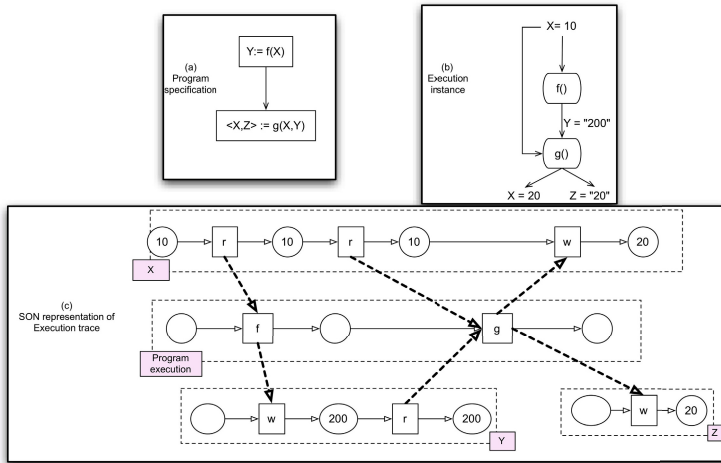 (a)
Program
specification
Y:= f(X)
<X,Z> := g(X,Y)
(b)
Execution
instance
X= 10
f()
Y = "200"
g()
X = 20
Z = "20"
(c)
SON representation of
Execution trace
10
r
10
r
10
w
20
X
f
g
Program
execution
w
200
r
200
Y
w
20
Z